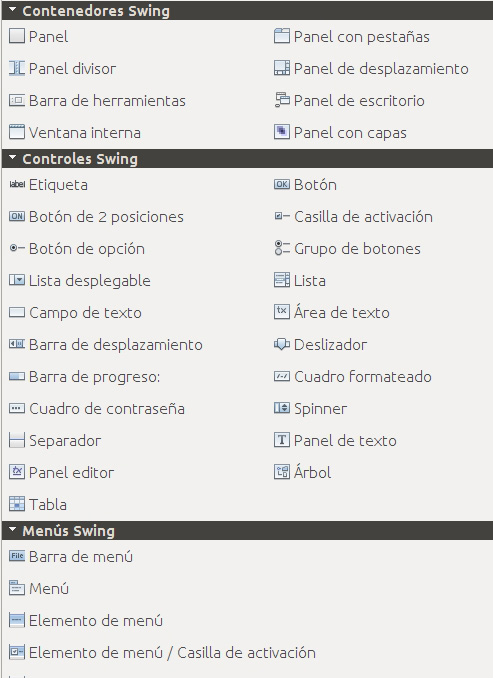 Contenedores Swing
Panel Panel con pestañas
Panel divisor Panel de desplazamiento
Barra de herramientas Panel de escritorio
Ventana interna Panel con capas
Controles Swing
label Etiqueta OK Botón
ON Botón de 2 posiciones Casilla de activación
Botón de opción Grupo de botones
Lista desplegable Lista
Campo de texto tx Área de texto
Barra de desplazamiento Deslizador
Barra de progreso: Cuadro formateado
Cuadro de contraseña Spinner
Separador T Panel de texto
tx Panel editor Árbol
Tabla
Menús Swing
File Barra de menú
Menú
Elemento de menú
Elemento de menú / Casilla de activación